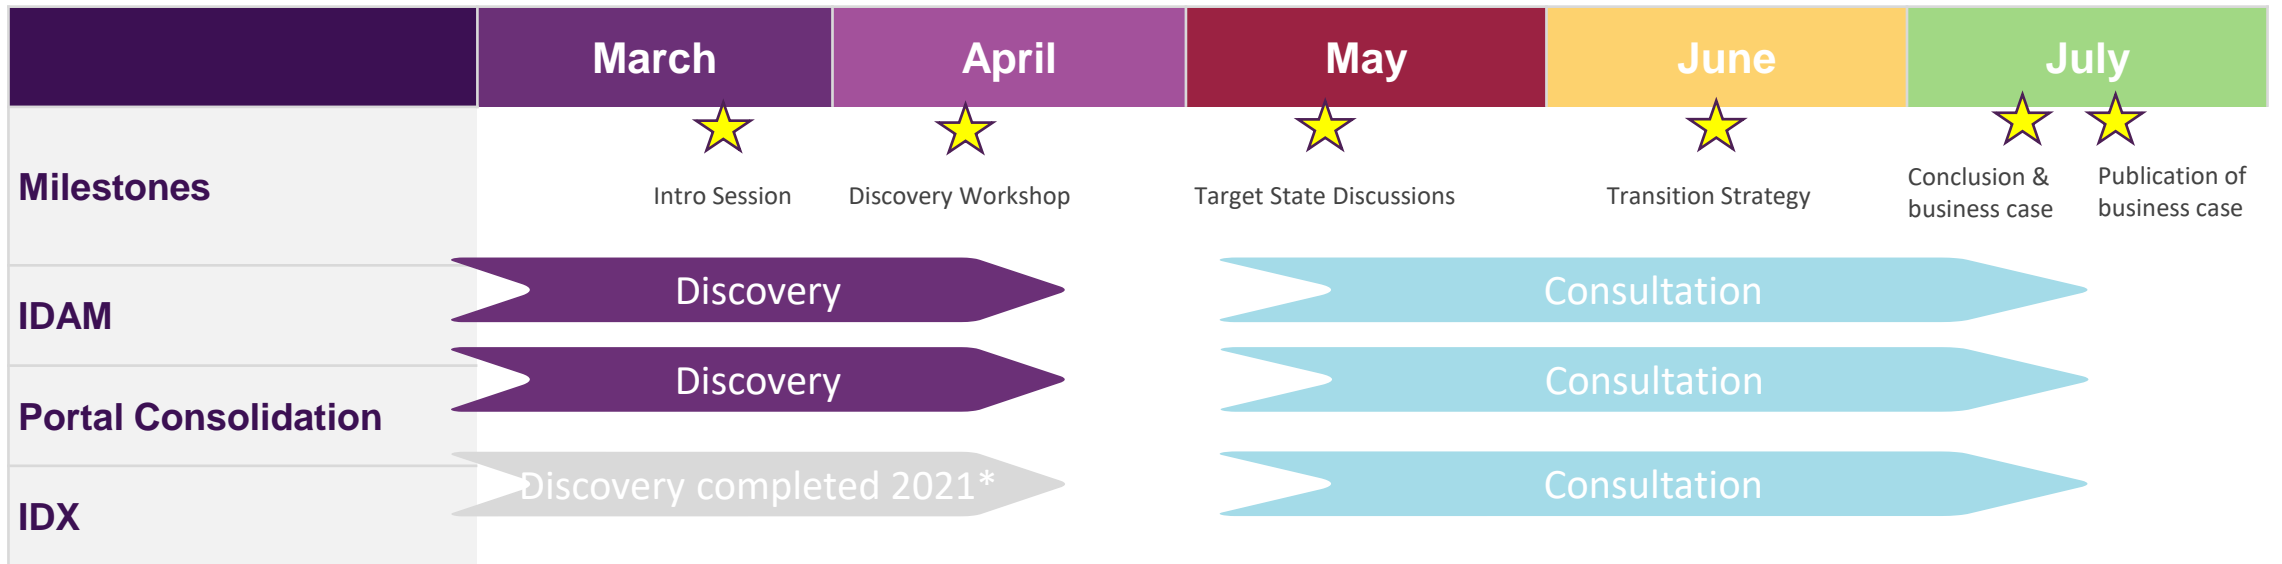 March April May June July
Milestones
Intro Session
Discovery Workshop
Target State Discussions
Transition Strategy
Conclusion &
business case
Publication of
business case
IDAM
Discovery
Consultation
Portal Consolidation
Discovery
Consultation
IDX
Discovery completed 2021*
Consultation